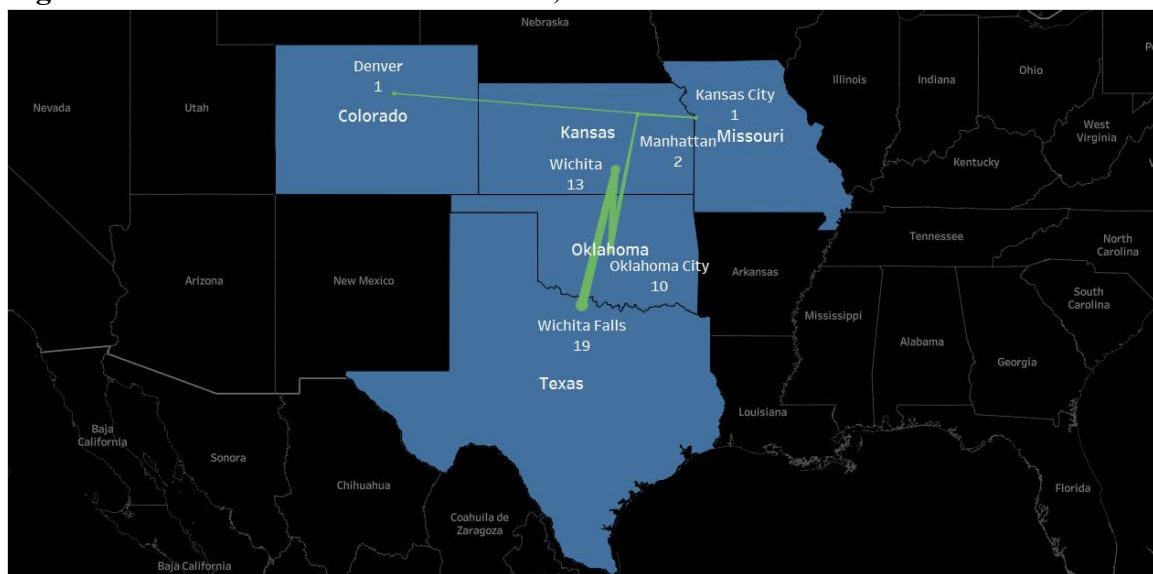 Nebraska
Nevada
Utah
Denver
1
Colorado
Kansas
Wichita
13
Manhattan
2
Kansas City
1
Missouri
Illinois
Indiana
Ohio
West
Virginia
Kentucky
Arizona
New Mexico
Oklahoma
Oklahoma City
10
Arkansas
Tennessee
North
Carolina
South
Carolina
Wichita Falls
19
Texas
Mississippi
Alabama
Georgia
Louisiana
Florida
Baja
California
Sonora
Chihuahua
Coahuila de
Zaragoza
Baja California